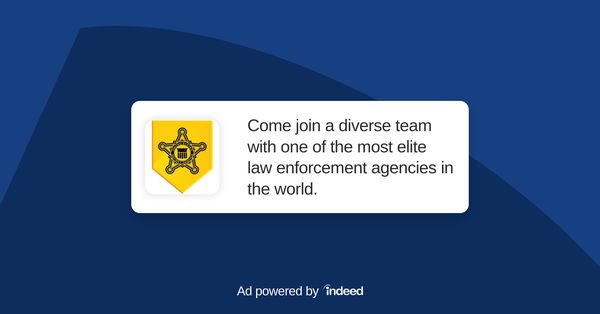 Come join a diverse team
with one of the most elite
law enforcement agencies in
the world.
Ad powered by indeed